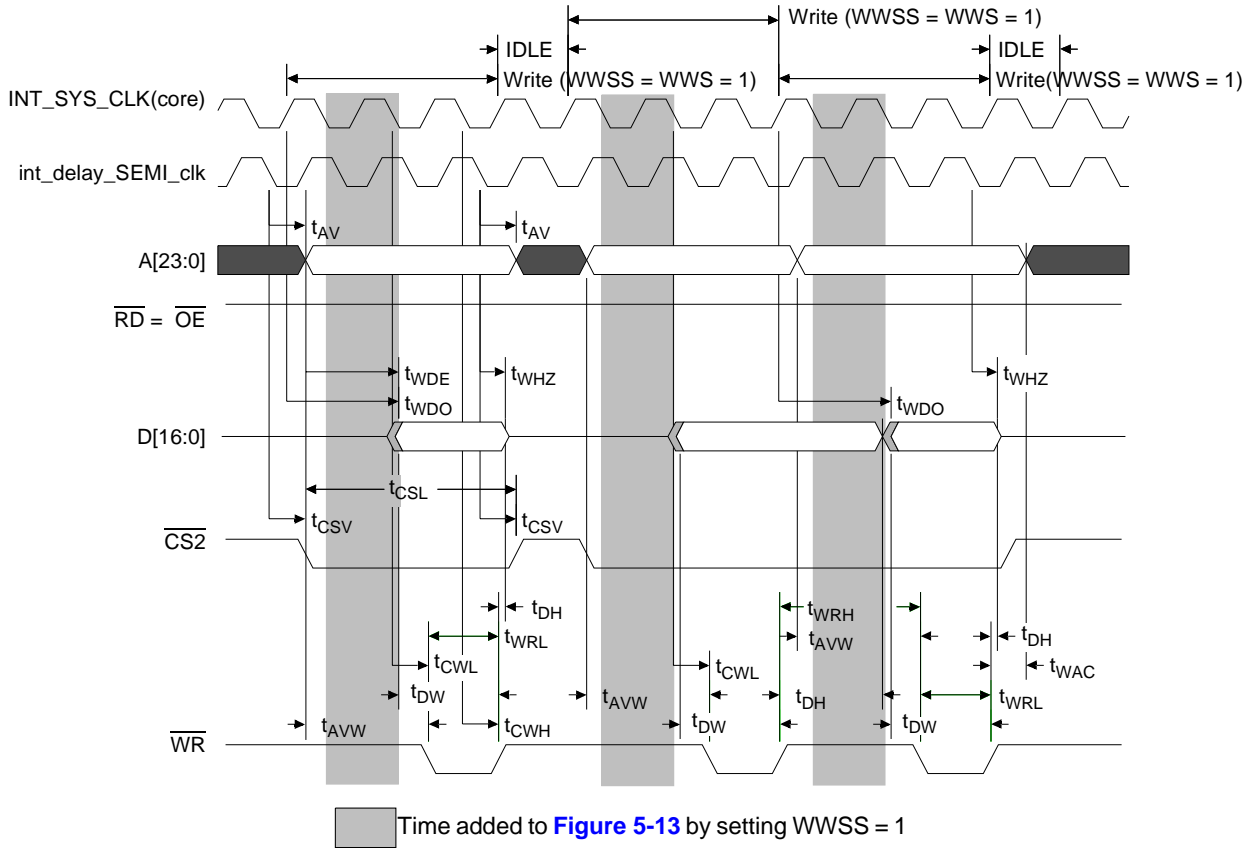 Write (WWSS = WWS = 1)
IDLE
IDLE
Write (WWSS = WWS = 1)
Write(WWSS = WWS = 1)
INT_SYS_CLK(core)
int_delay_SEMI_clk
tAV
tAV
A[23:0]
RD = OE
tWDE
tWHZ
tWHZ
tWDO
tWDO
D[16:0]
tCSL
tCSV
tCSV
CS2
tDH
tWRH
tWRL
tAVW
tDH
tCWL
tCWL
tWAC
tDW
tAVW
tDH
tWRL
tAVW
tCWH
tDW
tDW
WR
Time added to Figure 5-13 by setting WWSS = 1